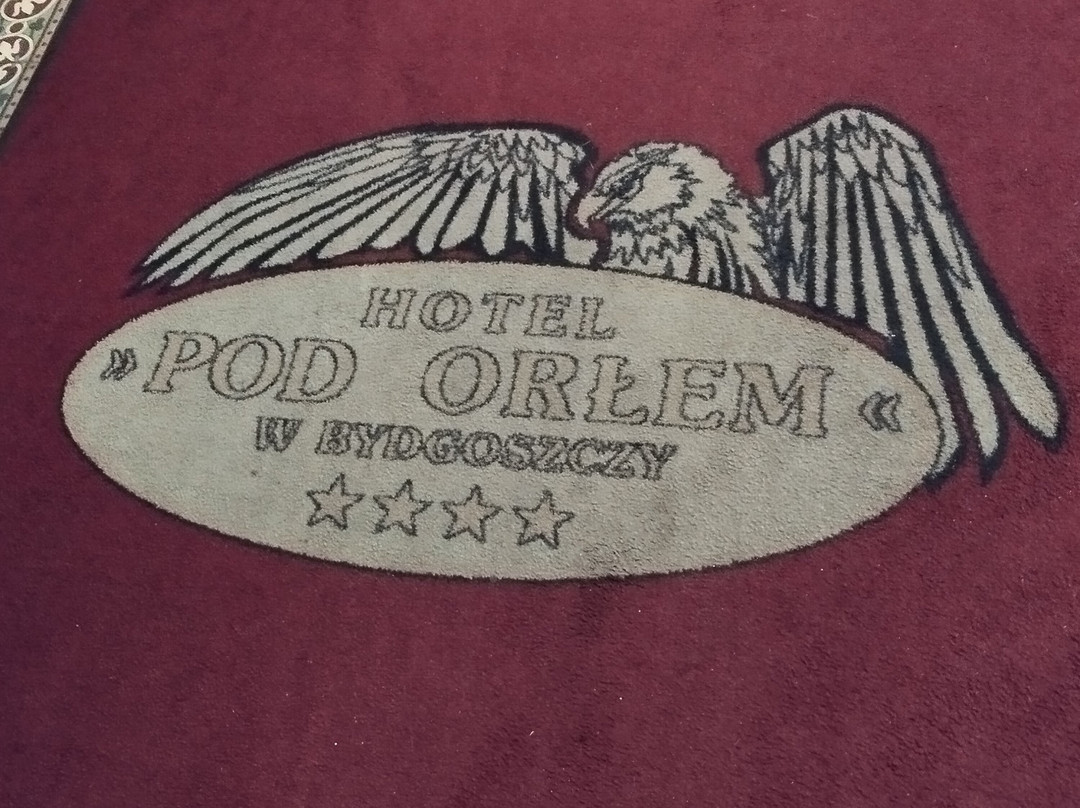 HOTEL
»POD ORŁEM«
W BYDGOSZCZY